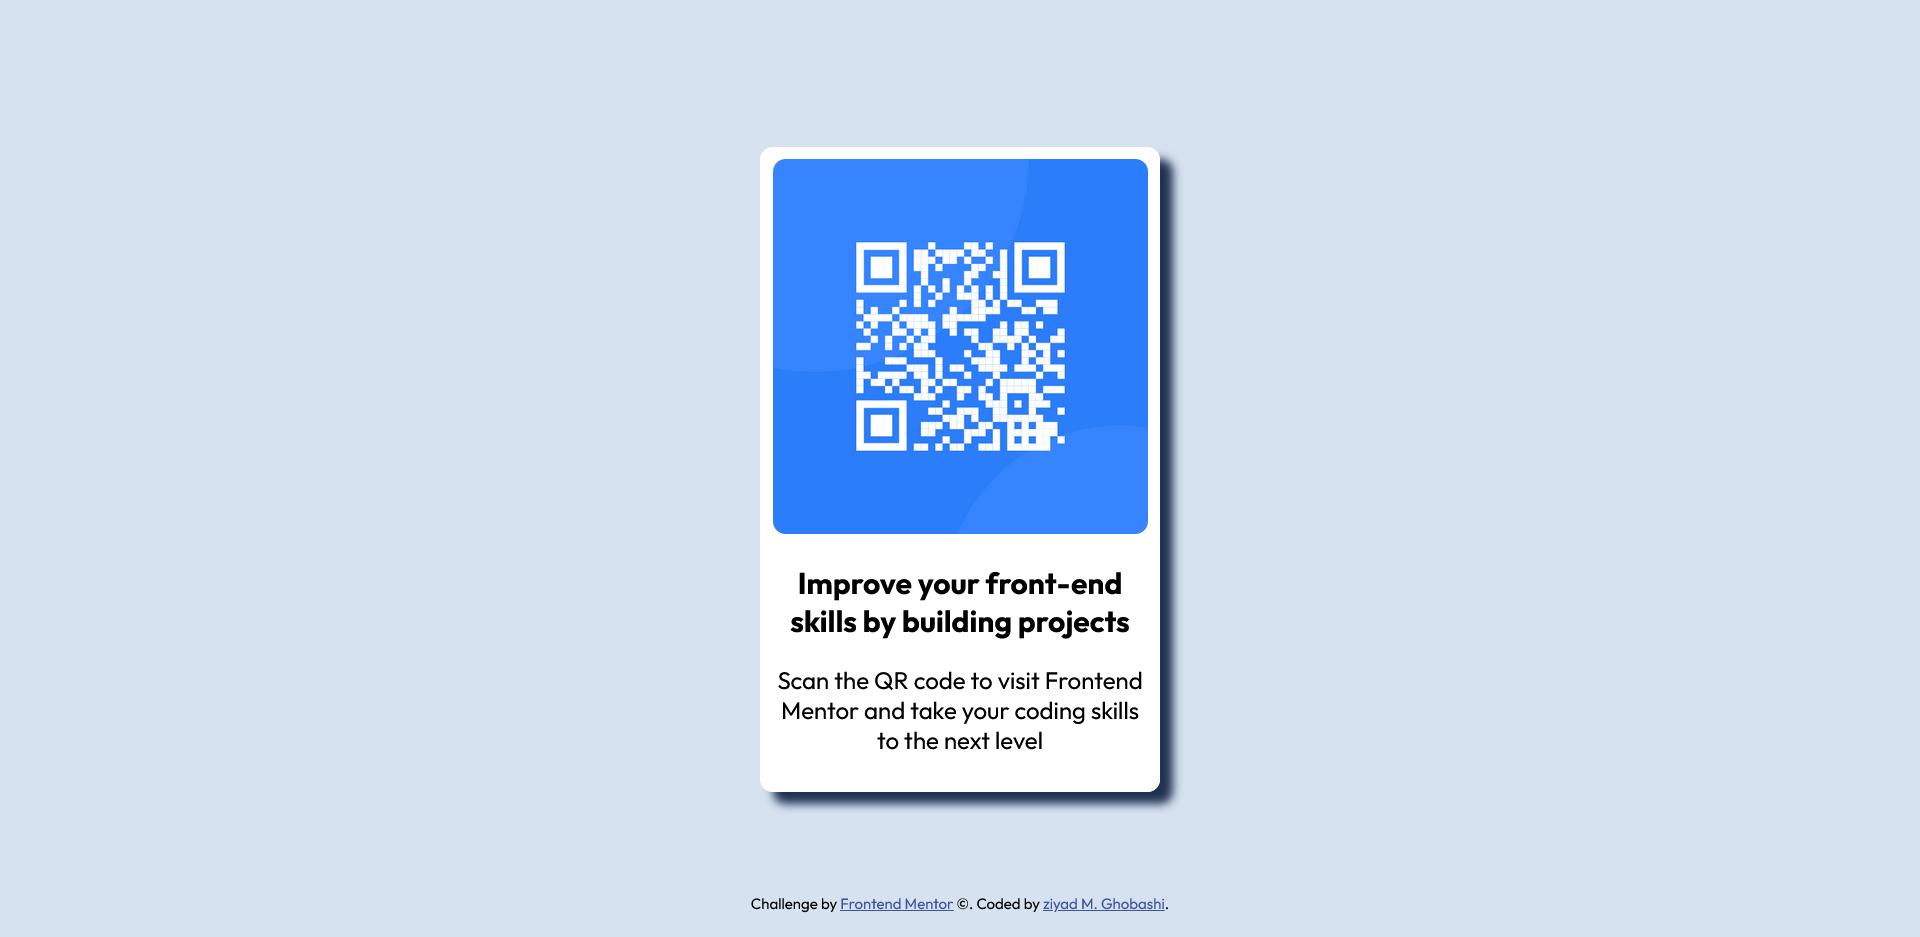 Improve your front-end
skills by building projects
Scan the QR code to visit Frontend
Mentor and take your coding skills
to the next level
Challenge by Frontend Mentor ©. Coded by ziyad M. Ghobashi.